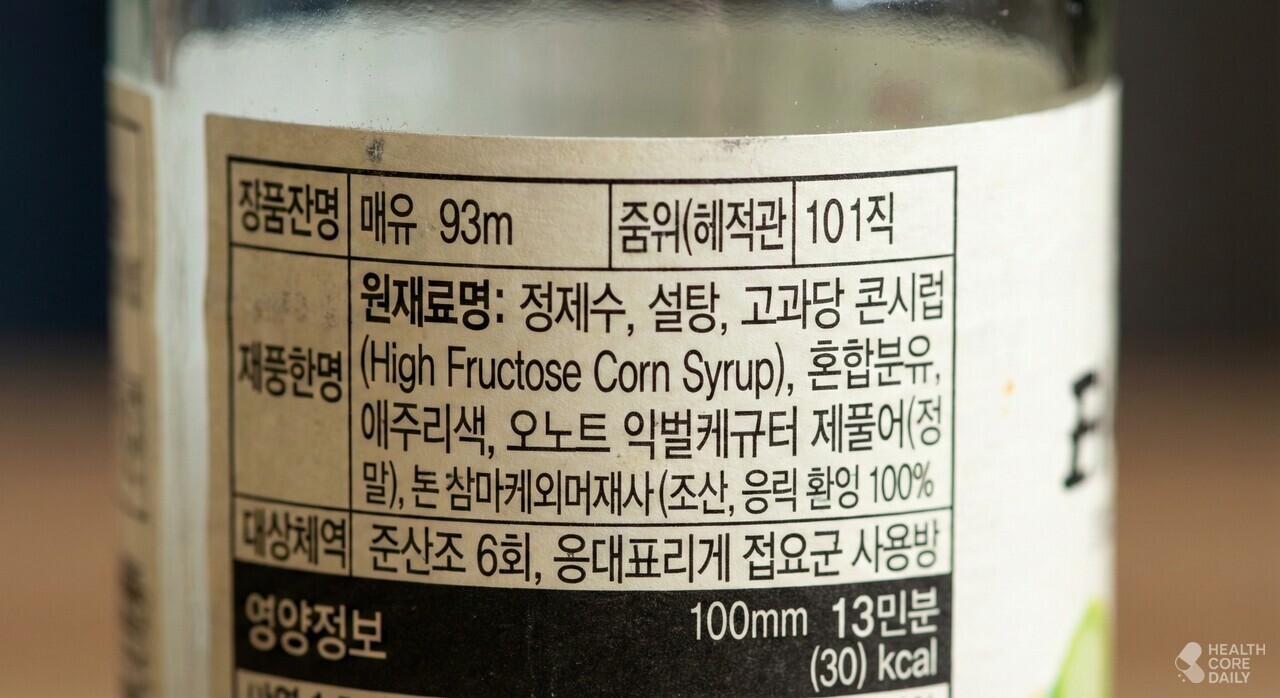 장품잔명 매유 93m 줌위(헤적관 101직
원재료명: 정제수, 설탕, 고과당 콘시럽
(High Fructose Corn Syrup), 혼합분유,
재풍한명
애주리색, 오노트 악벌케규터 제풀어(정
말), 톤참마케외머재사(조산, 응릭 환엉 100%
대상체역 준산조 6회, 옹대표리게 접요군 사용방
영양정보 100mm 13민분
(30) kcal
HEALTH
CORE
DAILY